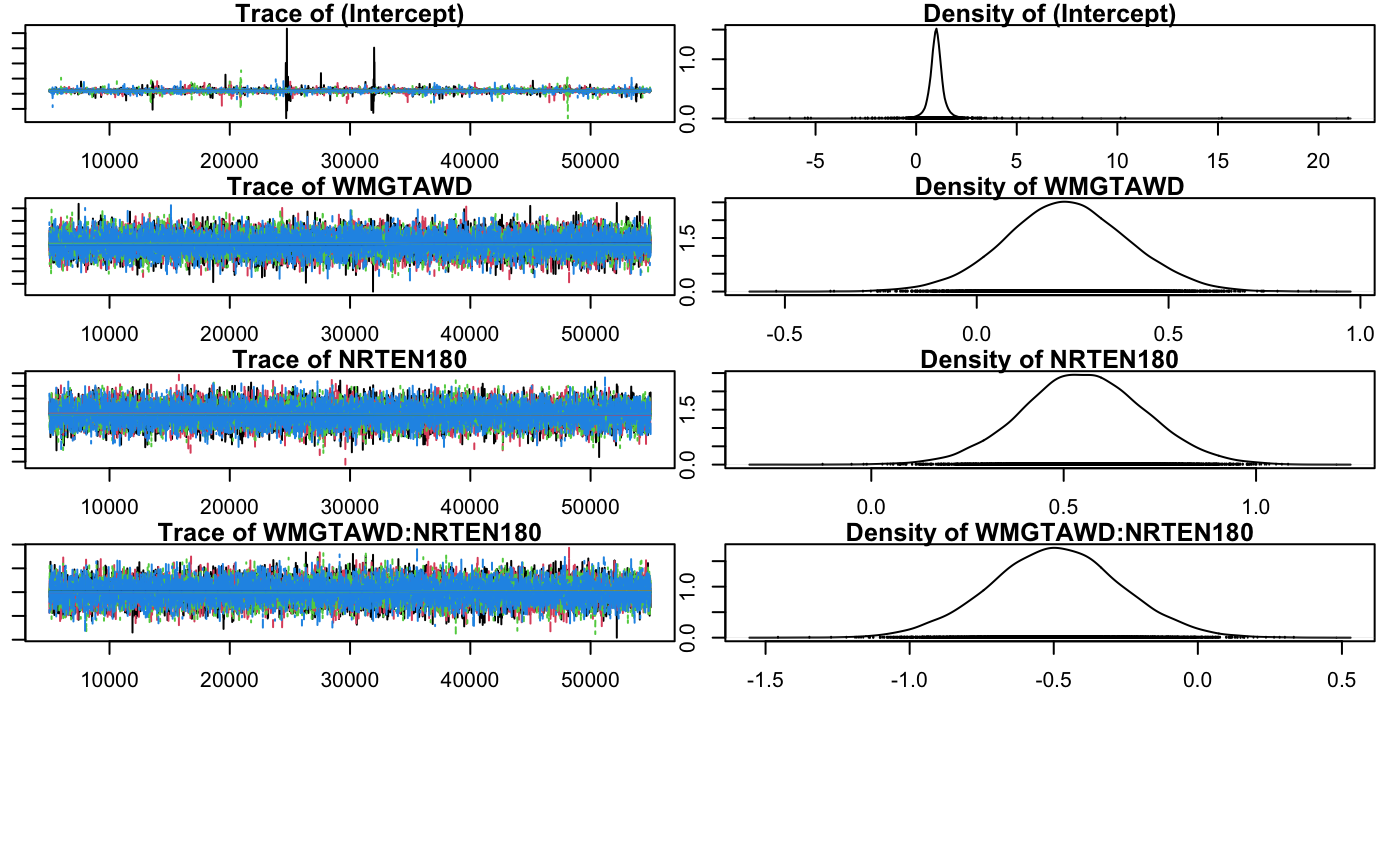 Trace of (Intercept)
Density of (Intercept)
0.0 1.0
10000 20000 30000 40000 50000
-5 0 5 10 15 20
Trace of WMGTAWD
Density of WMGTAWD
0.0 1.5
10000 20000 30000 40000 50000
-0.5 0.0 0.5 1.0
Trace of NRTEN180
Density of NRTEN180
0.0 1.5
10000 20000 30000 40000 50000
0.0 0.5 1.0
Trace of WMGTAWD:NRTEN180
Density of WMGTAWD:NRTEN180
0.0 1.0
10000 20000 30000 40000 50000
-1.5 -1.0 -0.5 0.0 0.5